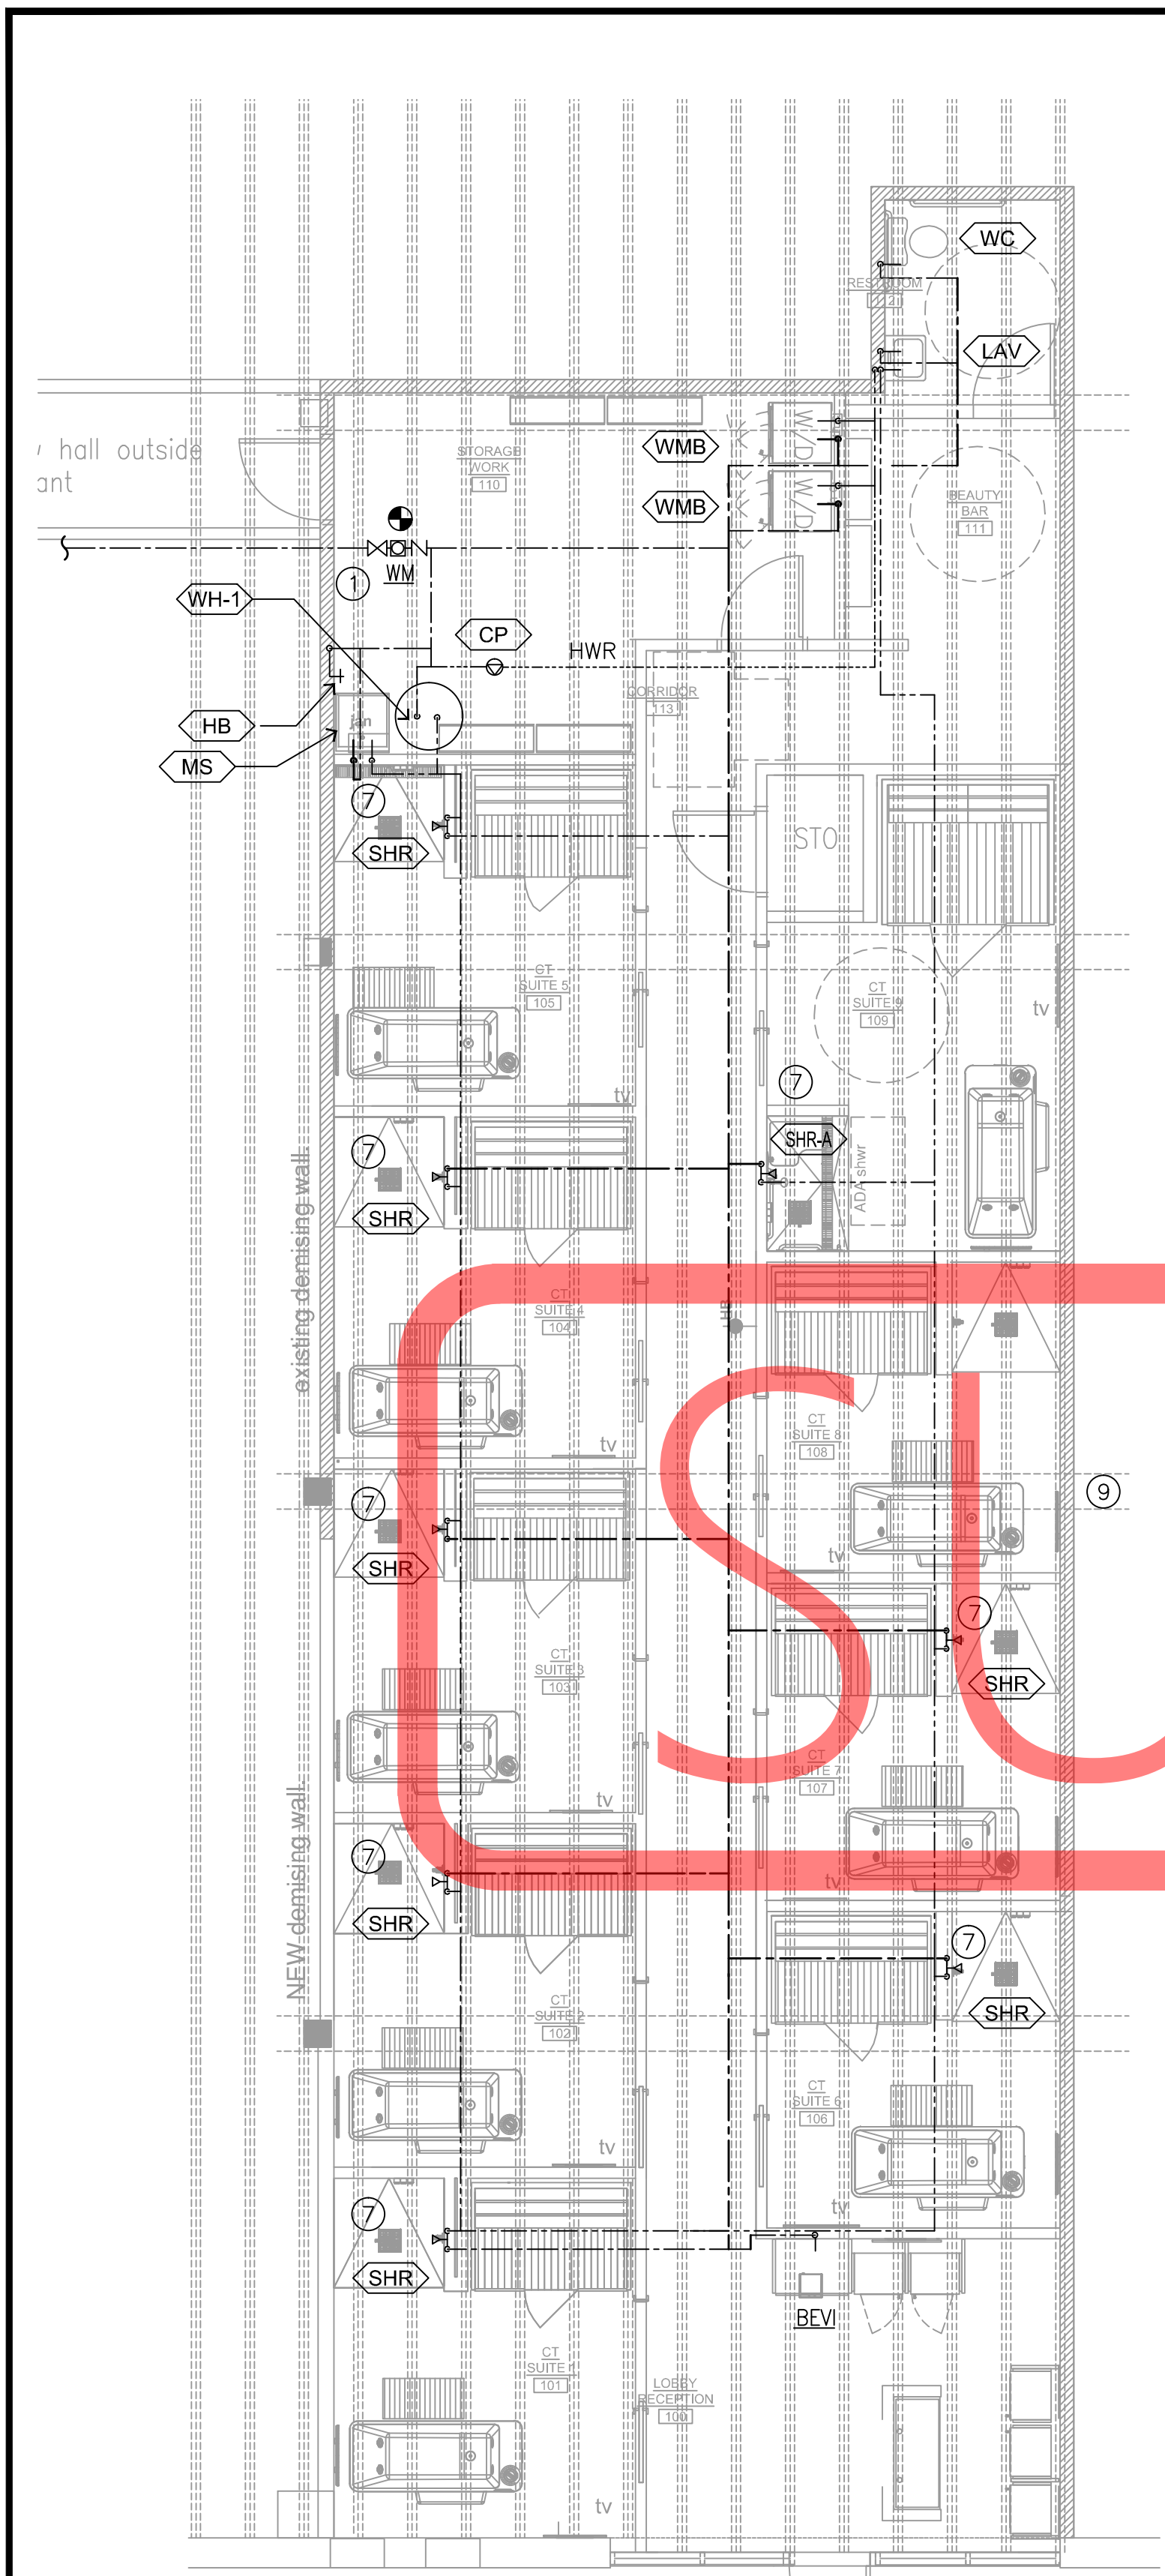 WC
RESTROOM
112
LAV
hall outside
ant
STORAGE
WORK
110
WMB
W/D
WMB
W/D
BEAUTY
BAR
111
WM
1
WH-1
CP
HWR
CORRIDOR
113
HB
jan
MS
7
SHR
STO
CT
SUITE 5
105
CT
SUITE 9
109
tv
tv
7
SHR-A
ADA shwr
7
SHR
existing demising wall.
HB
CT
SUITE 4
104
CT
SUITE 8
108
tv
9
7
SHR
tv
7
SHR
CT
SUITE 3
103
CT
SUITE 7
107
tv
NEW demising wall.
7
SHR
tv
7
SHR
CT
SUITE 2
102
CT
SUITE 6
106
tv
tv
7
SHR
BEVI
CT
SUITE 1
101
LOBBY
RECEPTION
100
tv
SU